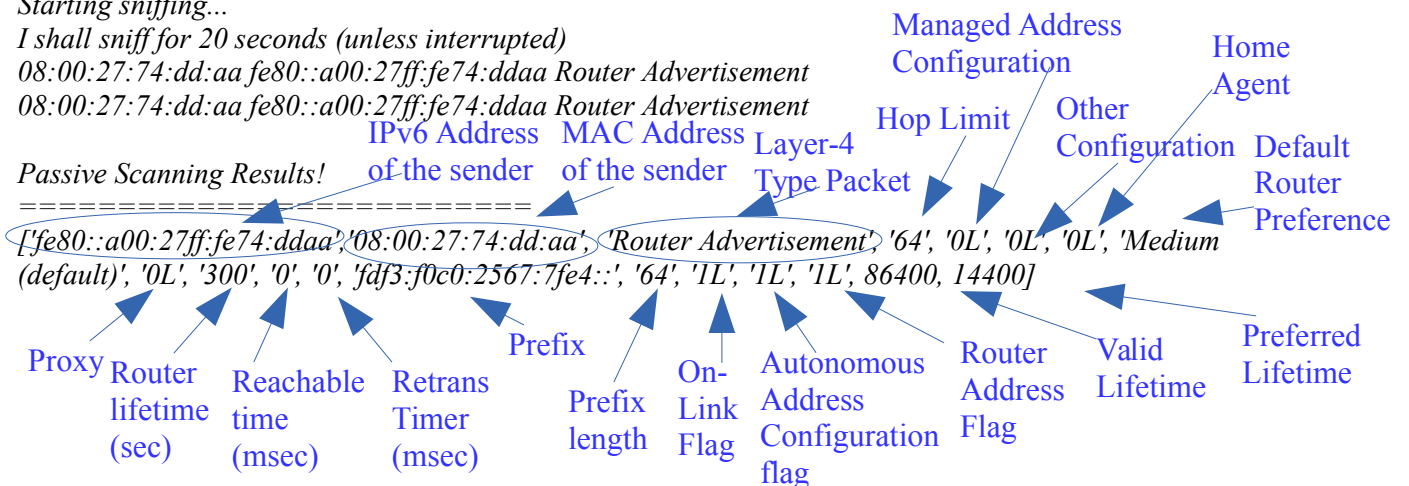 Starting sniffing...
I shall sniff for 20 seconds (unless interrupted)
08:00:27:74:dd:aa fe80::a00:27ff:fe74:ddaa Router Advertisement
08:00:27:74:dd:aa fe80::a00:27ff:fe74:ddaa Router Advertisement
Managed Address
Configuration
Home
Agent
IPv6 Address
of the sender
MAC Address
of the sender
Layer-4
Type Packet
Hop Limit
Other
Configuration
Default
Router
Preference
Passive Scanning Results!
==========================
['fe80::a00:27ff:fe74:ddaa','08:00:27:74:dd:aa', 'Router Advertisement', '64', '0L', '0L', '0L', 'Medium
(default)', '0L', '300', '0', '0', 'fdf3:f0c0:2567:7fe4::', '64', '1L', '1L', '1L', 86400, 14400]
Proxy
Router
lifetime
(sec)
Reachable
time
(msec)
Retrans
Timer
(msec)
Prefix
Prefix
length
On-
Link
Flag
Autonomous
Address
Configuration
flag
Router
Address
Flag
Valid
Lifetime
Preferred
Lifetime